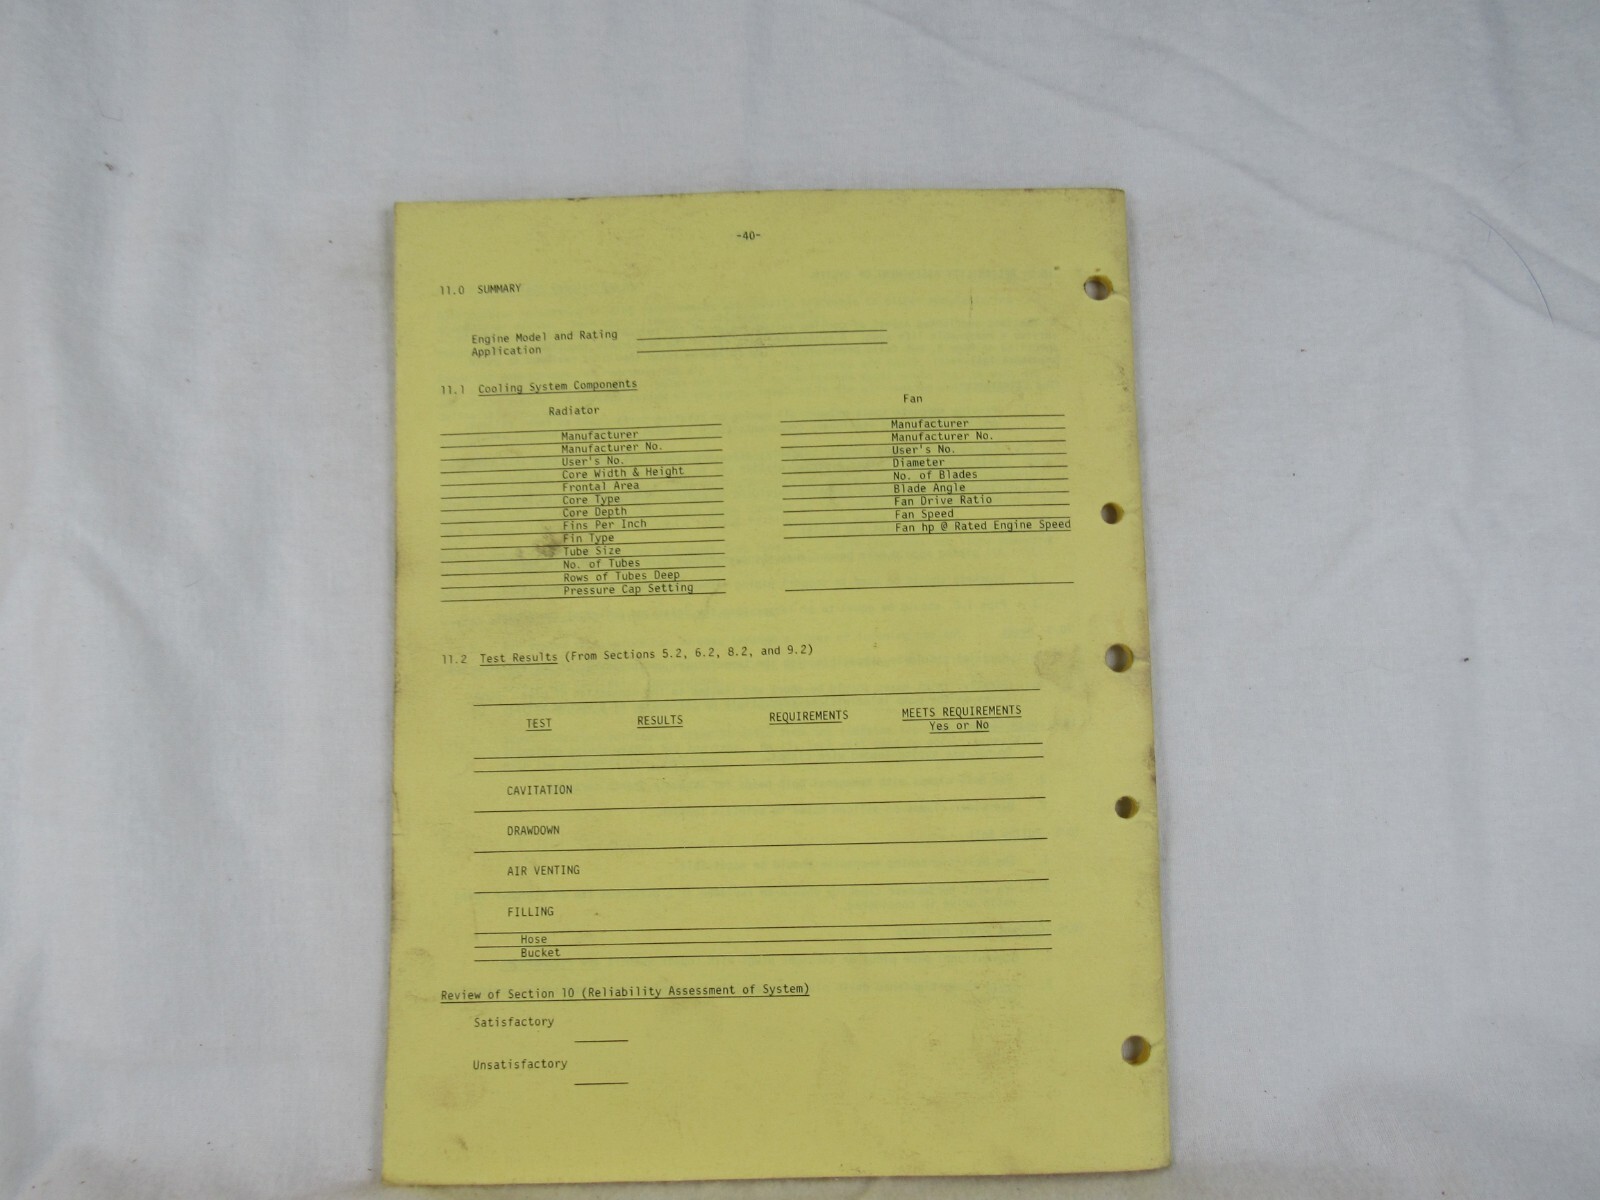 -40-
11.0 SUMMARY
Engine Model and Rating
Application
11.1 Cooling System Components
Radiator
Manufacturer
Manufacturer No.
User's No.
Core Width & Height
Frontal Area
Core Type
Core Depth
Fins Per Inch
Fin Type
Tube Size
No. of Tubes
Rows of Tubes Deep
Pressure Cap Setting
Fan
Manufacturer
Manufacturer No.
User's No.
Diameter
No. of Blades
Blade Angle
Fan Drive Ratio
Fan Speed
Fan hp @ Rated Engine Speed
11.2 Test Results (From Sections 5.2, 6.2, 8.2, and 9.2)
TEST RESULTS REQUIREMENTS MEETS REQUIREMENTS
Yes or No
CAVITATION
DRAWDOWN
AIR VENTING
FILLING
Hose
Bucket
Review of Section 10 (Reliability Assessment of System)
Satisfactory
Unsatisfactory